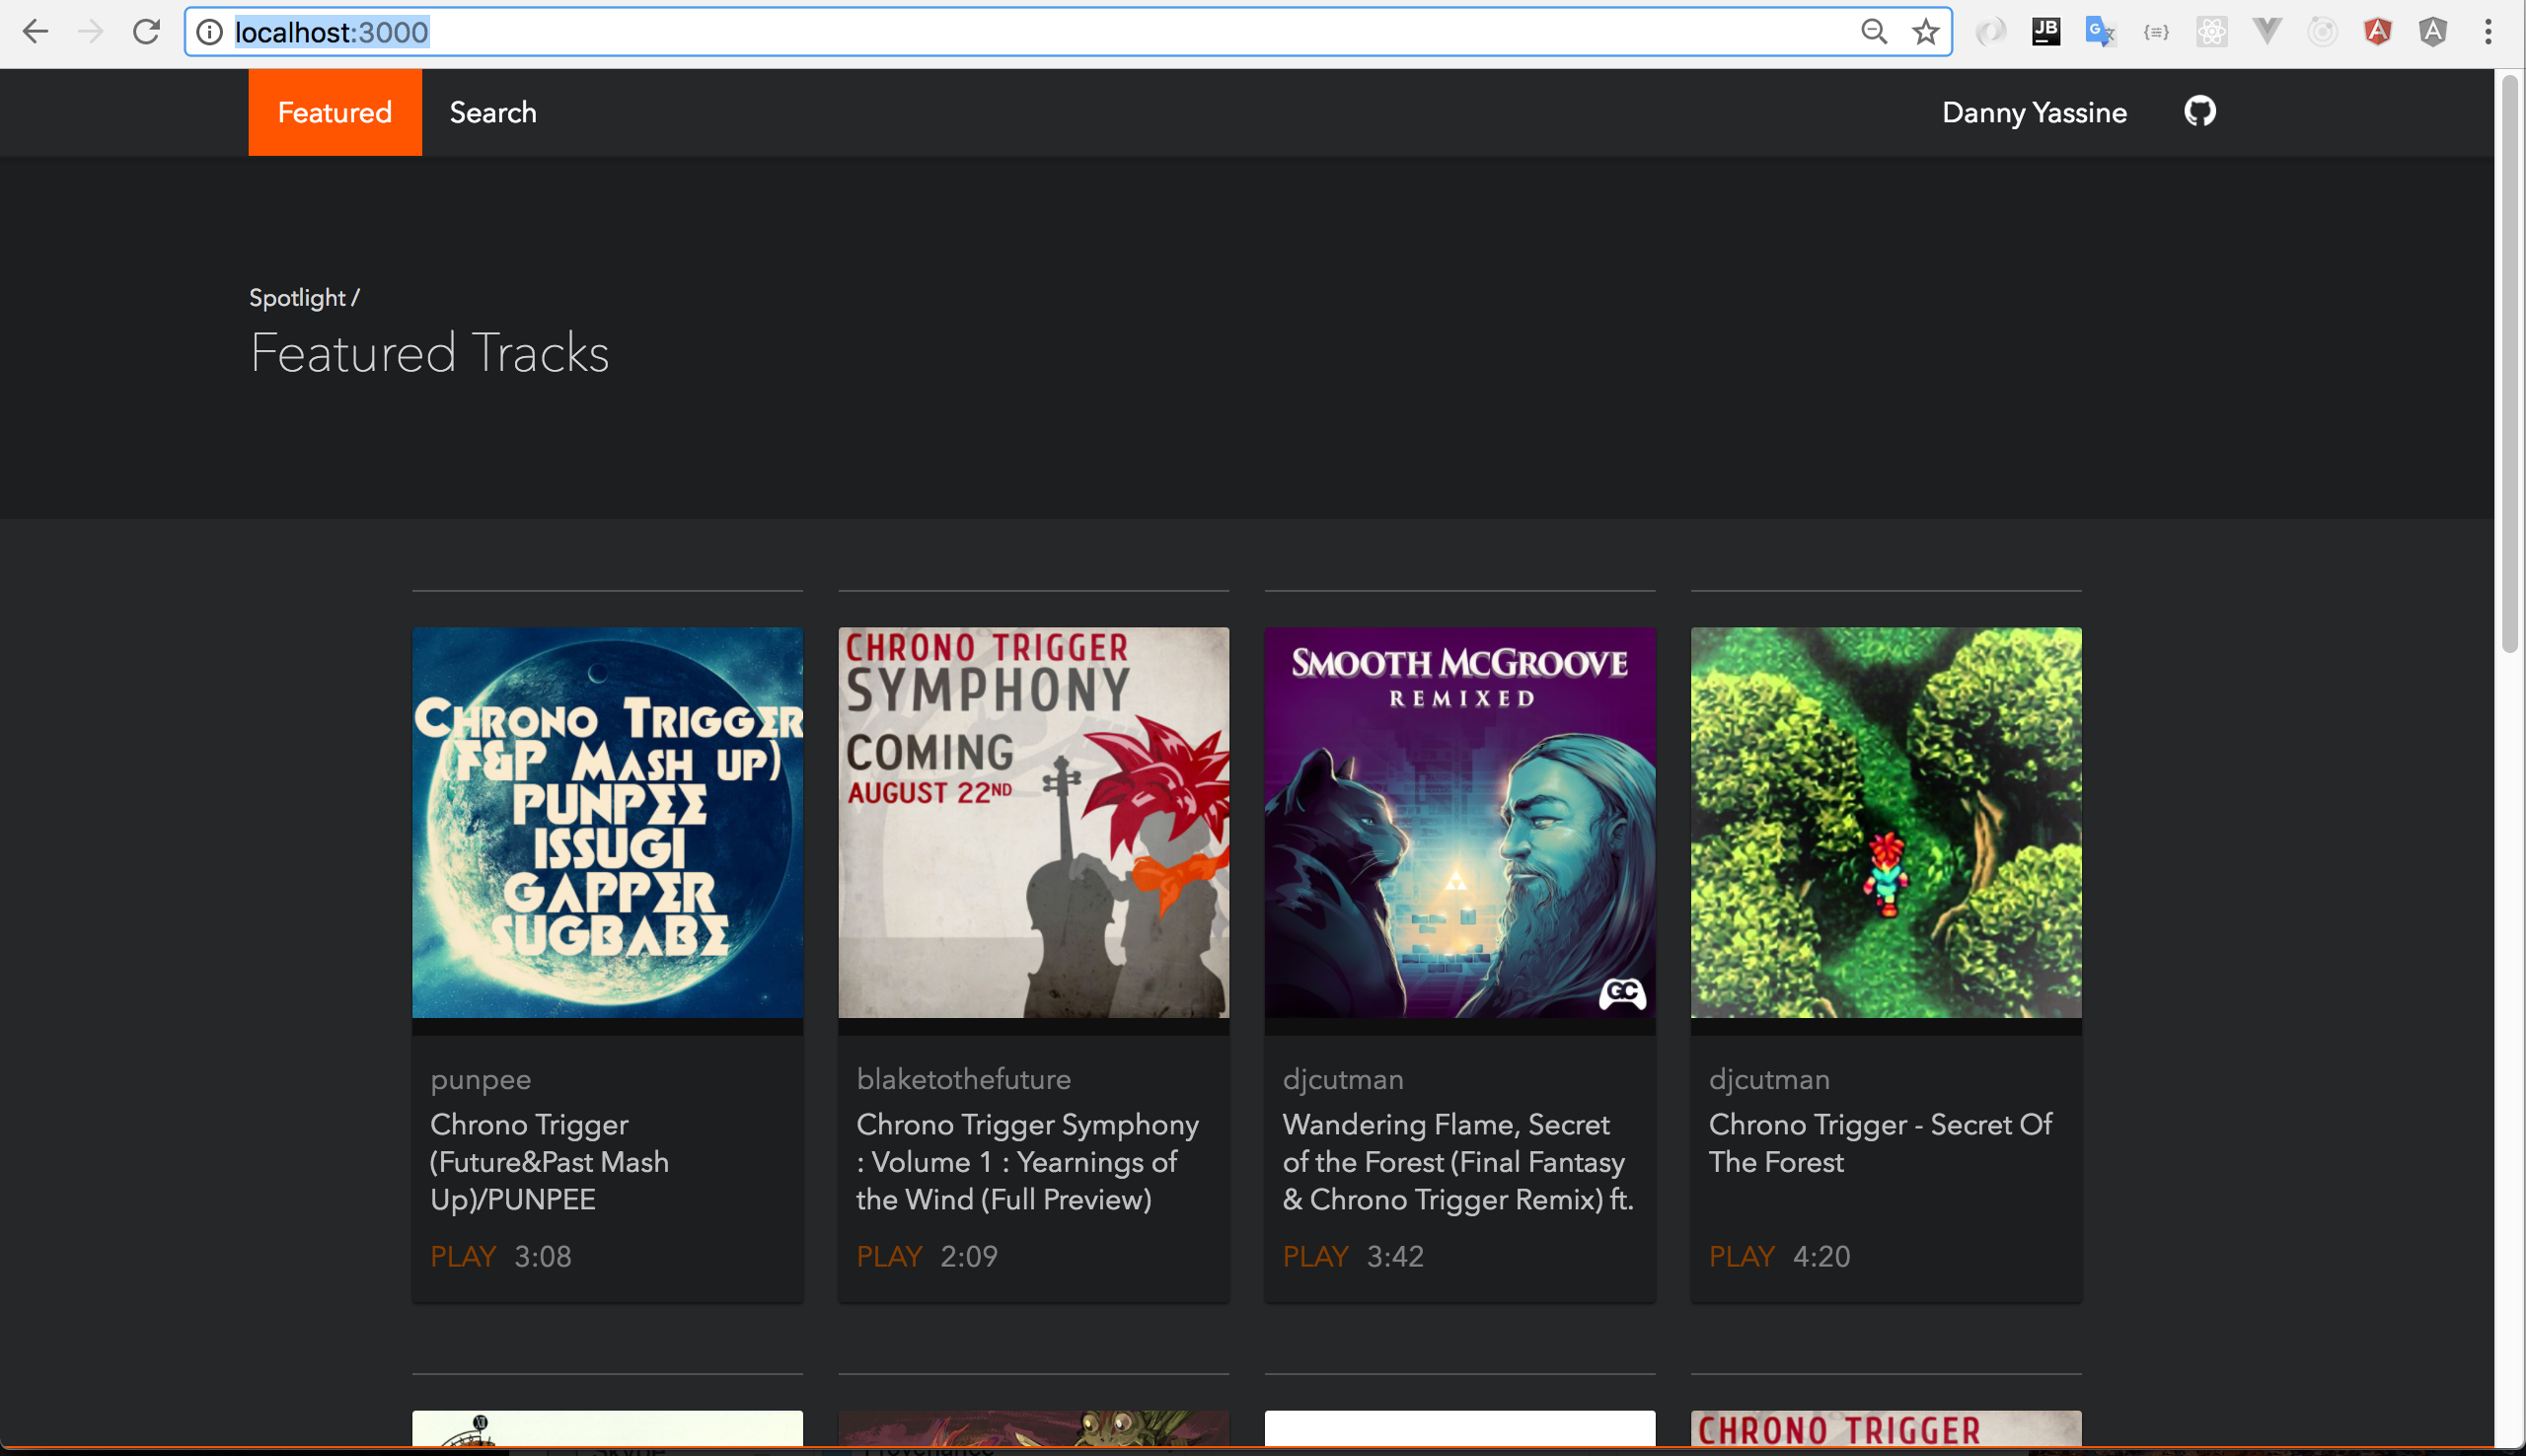 localhost:3000
JB
G
A
A
Featured
Search
Danny Yassine
Spotlight /
Featured Tracks
CHRONO TRIGGER
(F&P MASH UP)
PUNPEE
ISSUGI
GAPPER
SUGBABE
CHRONO TRIGGER
SYMPHONY
COMING
AUGUST 22ND
SMOOTH MCGROOVE
REMIXED
GC
punpee
Chrono Trigger
(Future&Past Mash
Up)/PUNPEE
PLAY 3:08
blaketothefuture
Chrono Trigger Symphony
: Volume 1 : Yearnings of
the Wind (Full Preview)
PLAY 2:09
djcutman
Wandering Flame, Secret
of the Forest (Final Fantasy
& Chrono Trigger Remix) ft.
PLAY 3:42
djcutman
Chrono Trigger - Secret Of
The Forest
PLAY 4:20
XII
CHRONO TRIGGER